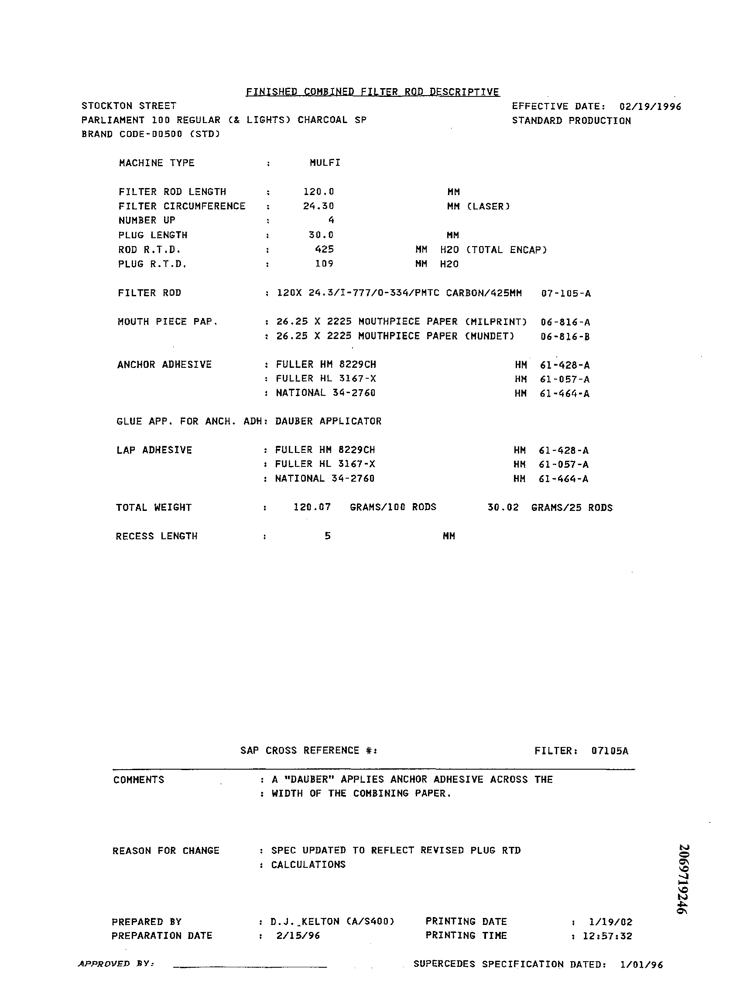 FINISHED COMBINED FILTER ROD DESCRIPTIVE
STOCKTON STREET EFFECTIVE DATE: 02/19/1996
PARLIAMENT 100 REGULAR (& LIGHTS) CHARCOAL SP STANDARD PRODUCTION
BRAND CODE-00500 (STD)
MACHINE TYPE : MULFI
FILTER ROD LENGTH : 120.0 MM
FILTER CIRCUMFERENCE : 24.30 MM (LASER)
NUMBER UP : 4
PLUG LENGTH : 30.0 MM
ROD R.T.D. : 425 MM H2O (TOTAL ENCAP)
PLUG R.T.D. : 109 MM H2O
FILTER ROD : 120X 24.3/I-777/O-334/PMTC CARBON/425MM 07-105-A
MOUTH PIECE PAP. : 26.25 X 2225 MOUTHPIECE PAPER (MILPRINT) 06-816-A
: 26.25 X 2225 MOUTHPIECE PAPER (MUNDET) 06-816-B
ANCHOR ADHESIVE : FULLER HM 8229CH HM 61-428-A
: FULLER HL 3167-X HM 61-057-A
: NATIONAL 34-2760 HM 61-464-A
GLUE APP. FOR ANCH. ADH: DAUBER APPLICATOR
LAP ADHESIVE : FULLER HM 8229CH HM 61-428-A
: FULLER HL 3167-X HM 61-057-A
: NATIONAL 34-2760 HM 61-464-A
TOTAL WEIGHT : 120.07 GRAMS/100 RODS 30.02 GRAMS/25 RODS
RECESS LENGTH : 5 MM
SAP CROSS REFERENCE #: FILTER: 07105A
COMMENTS : A "DAUBER" APPLIES ANCHOR ADHESIVE ACROSS THE
: WIDTH OF THE COMBINING PAPER.
REASON FOR CHANGE : SPEC UPDATED TO REFLECT REVISED PLUG RTD
: CALCULATIONS
2069719246
PREPARED BY : D.J. KELTON (A/S400) PRINTING DATE : 1/19/02
PREPARATION DATE : 2/15/96 PRINTING TIME : 12:57:32
APPROVED BY: SUPERCEDES SPECIFICATION DATED: 1/01/96